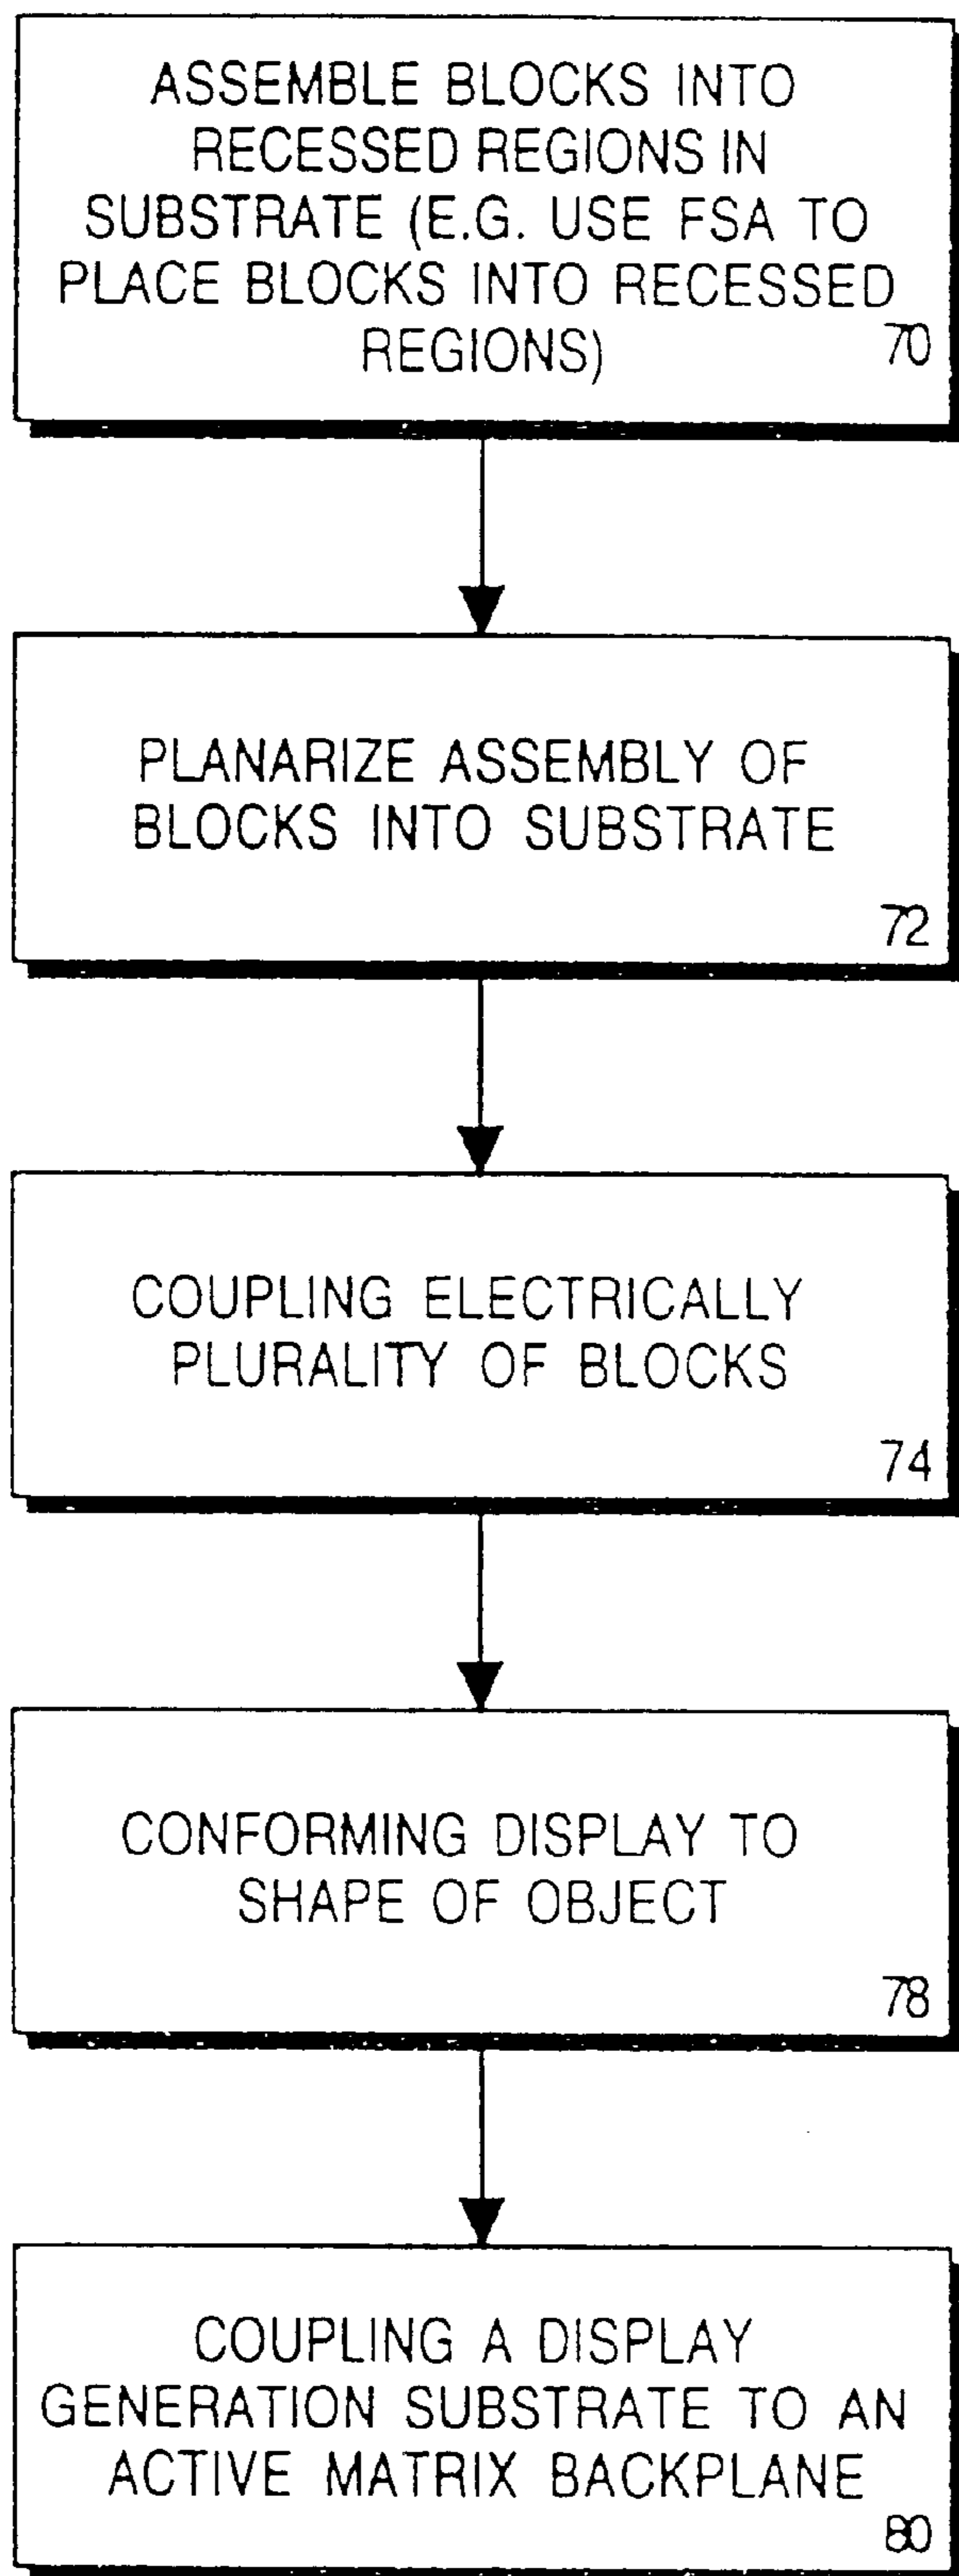 ASSEMBLE BLOCKS INTO
RECESSED REGIONS IN
SUBSTRATE (E.G. USE FSA TO
PLACE BLOCKS INTO RECESSED
REGIONS)
70
PLANARIZE ASSEMBLY OF
BLOCKS INTO SUBSTRATE
72
COUPLING ELECTRICALLY
PLURALITY OF BLOCKS
74
CONFORMING DISPLAY TO
SHAPE OF OBJECT
78
COUPLING A DISPLAY
GENERATION SUBSTRATE TO AN
ACTIVE MATRIX BACKPLANE
80